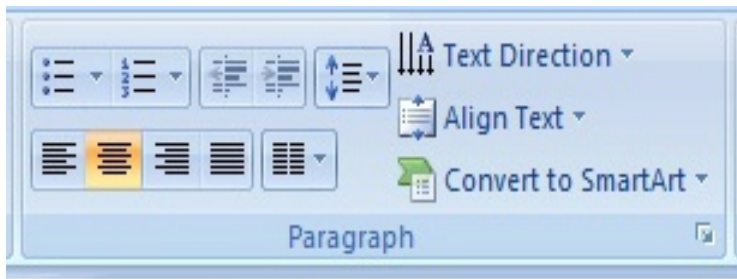 Text Direction
Align Text
Convert to SmartArt
Paragraph